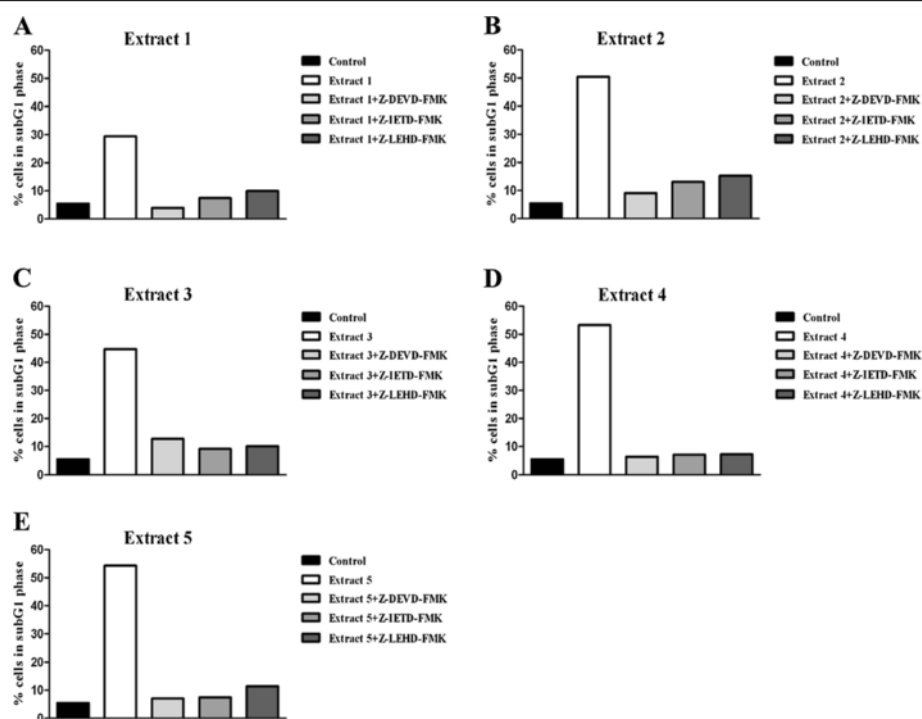 A
Extract 1
% cells in subG1 phase
60
50
40
30
20
10
0
Control
Extract 1
Extract 1+Z-DEVD-FMK
Extract 1+Z-IETD-FMK
Extract 1+Z-LEHD-FMK
B
Extract 2
% cells in subG1 phase
60
50
40
30
20
10
0
Control
Extract 2
Extract 2+Z-DEVD-FMK
Extract 2+Z-IETD-FMK
Extract 2+Z-LEHD-FMK
C
Extract 3
% cells in subG1 phase
60
50
40
30
20
10
0
Control
Extract 3
Extract 3+Z-DEVD-FMK
Extract 3+Z-IETD-FMK
Extract 3+Z-LEHD-FMK
D
Extract 4
% cells in subG1 phase
60
50
40
30
20
10
0
Control
Extract 4
Extract 4+Z-DEVD-FMK
Extract 4+Z-IETD-FMK
Extract 4+Z-LEHD-FMK
E
Extract 5
% cells in subG1 phase
60
50
40
30
20
10
0
Control
Extract 5
Extract 5+Z-DEVD-FMK
Extract 5+Z-IETD-FMK
Extract 5+Z-LEHD-FMK